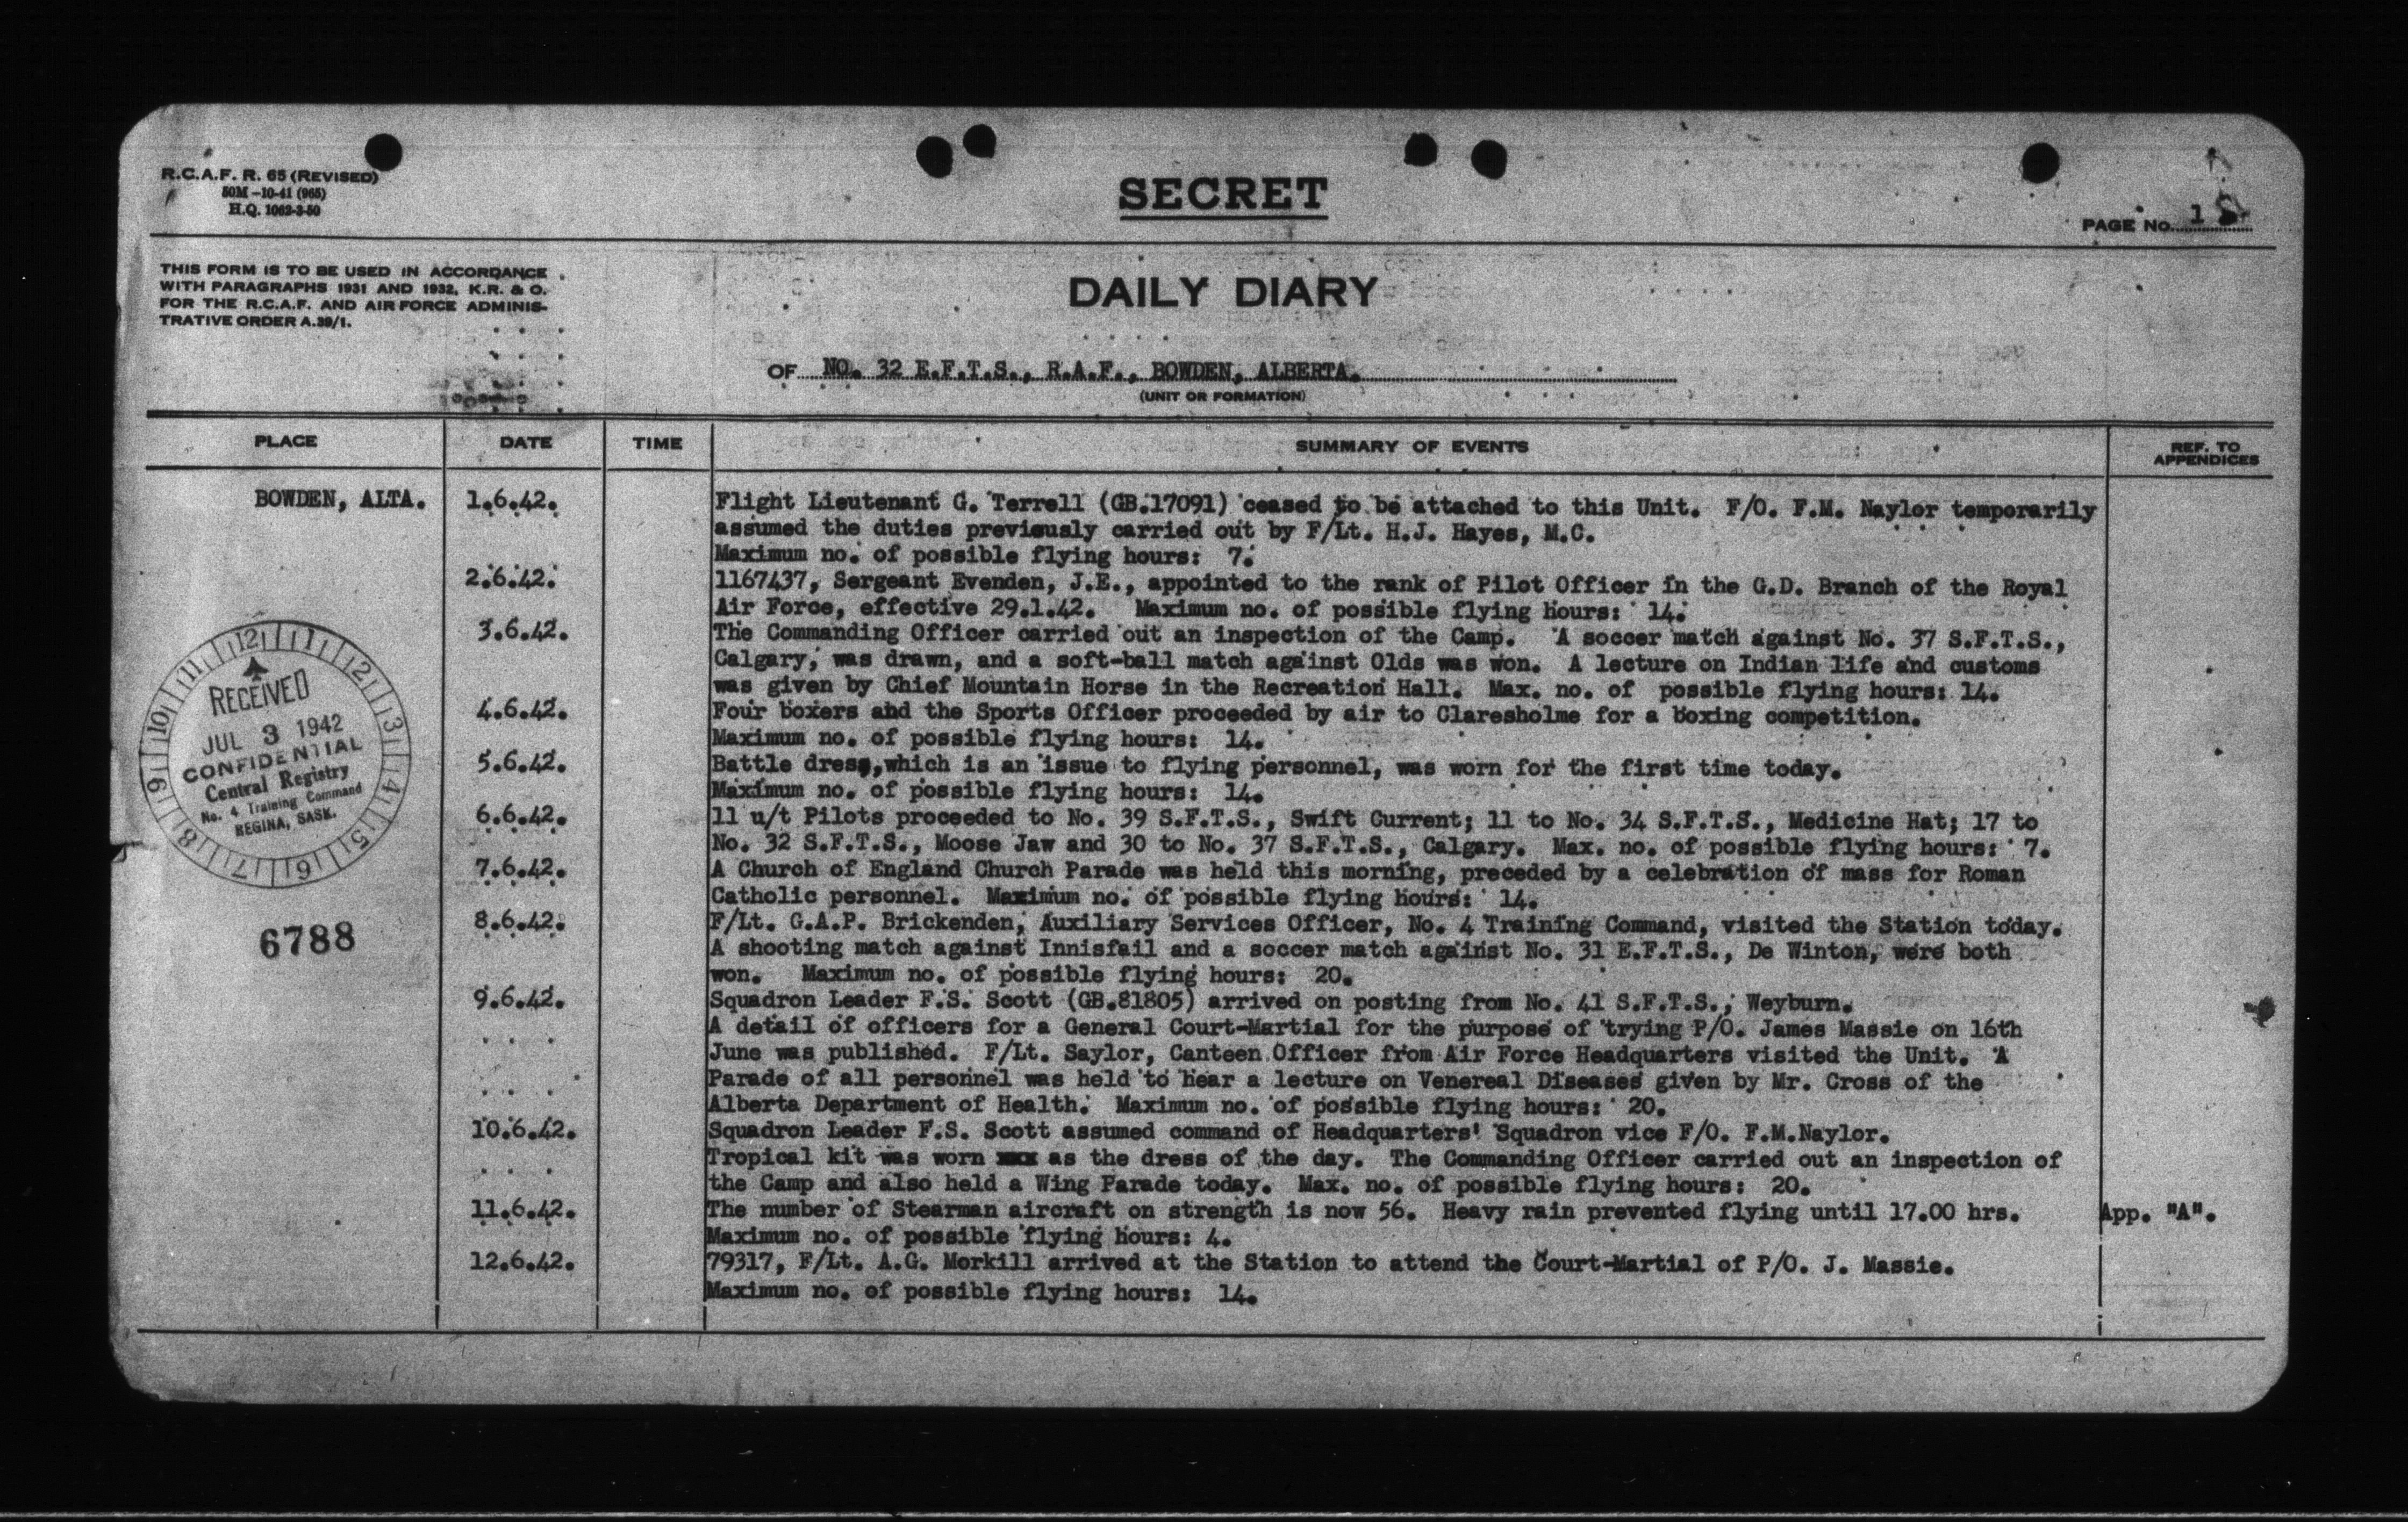 R.C.A.F. R. 65 (REVISED)
50M-10-41 (965)
H.Q. 1062-3-50
SECRET
PAGE NO. 1
THIS FORM IS TO BE USED IN ACCORDANCE
WITH PARAGRAPHS 1931 AND 1932, K.R. & O.
FOR THE R.C.A.F. AND AIR FORCE ADMINIS-
TRATIVE ORDER A.39/1.
DAILY DIARY
OF NO. 32 E.F.T.S., R.A.F., BOWDEN, ALBERTA.
(UNIT OR FORMATION)
PLACE DATE TIME SUMMARY OF EVENTS REF. TO APPENDICES
BOWDEN, ALTA. 1.6.42. Flight Lieutenant G. Terrell (GB.17091) ceased to be attached to this Unit. F/O. F.M. Naylor temporarily
assumed the duties previously carried out by F/Lt. H.J. Hayes, M.C.
Maximum no. of possible flying hours: 7.
2.6.42. 1167437, Sergeant Evenden, J.E., appointed to the rank of Pilot Officer in the G.D. Branch of the Royal
Air Force, effective 29.1.42. Maximum no. of possible flying hours: 14.
3.6.42. The Commanding Officer carried out an inspection of the Camp. A soccer match against No. 37 S.F.T.S.,
Calgary, was drawn, and a soft-ball match against Olds was won. A lecture on Indian life and customs
was given by Chief Mountain Horse in the Recreation Hall. Max. no. of possible flying hours: 14.
4.6.42. Four boxers and the Sports Officer proceeded by air to Claresholme for a boxing competition.
Maximum no. of possible flying hours: 14.
5.6.42. Battle dress, which is an issue to flying personnel, was worn for the first time today.
Maximum no. of possible flying hours: 14.
6.6.42. 11 u/t Pilots proceeded to No. 39 S.F.T.S., Swift Current; 11 to No. 34 S.F.T.S., Medicine Hat; 17 to
No. 32 S.F.T.S., Moose Jaw and 30 to No. 37 S.F.T.S., Calgary. Max. no. of possible flying hours: 7.
7.6.42. A Church of England Church Parade was held this morning, preceded by a celebration of mass for Roman
Catholic personnel. Maximum no. of possible flying hours: 14.
8.6.42. F/Lt. G.A.P. Brickenden, Auxiliary Services Officer, No. 4 Training Command, visited the Station today.
A shooting match against Innisfail and a soccer match against No. 31 E.F.T.S., De Winton, were both
won. Maximum no. of possible flying hours: 20.
9.6.42. Squadron Leader F.S. Scott (GB.81805) arrived on posting from No. 41 S.F.T.S., Weyburn.
A detail of officers for a General Court-Martial for the purpose of trying P/O. James Massie on 16th
June was published. F/Lt. Saylor, Canteen Officer from Air Force Headquarters visited the Unit. A
Parade of all personnel was held to hear a lecture on Venereal Diseases given by Mr. Cross of the
Alberta Department of Health. Maximum no. of possible flying hours: 20.
10.6.42. Squadron Leader F.S. Scott assumed command of Headquarters' Squadron vice F/O. F.M.Naylor.
Tropical kit was worn xxx as the dress of the day. The Commanding Officer carried out an inspection of
the Camp and also held a Wing Parade today. Max. no. of possible flying hours: 20.
11.6.42. The number of Stearman aircraft on strength is now 56. Heavy rain prevented flying until 17.00 hrs. App. "A".
Maximum no. of possible flying hours: 4.
12.6.42. 79317, F/Lt. A.G. Morkill arrived at the Station to attend the Court-Martial of P/O. J. Massie.
Maximum no. of possible flying hours: 14.
12 1 2 3 4 5 6 7 8 9 10 11
RECEIVED
JUL 3 1942
CONFIDENTIAL
Central Registry
No. 4 Training Command
REGINA, SASK.
6788